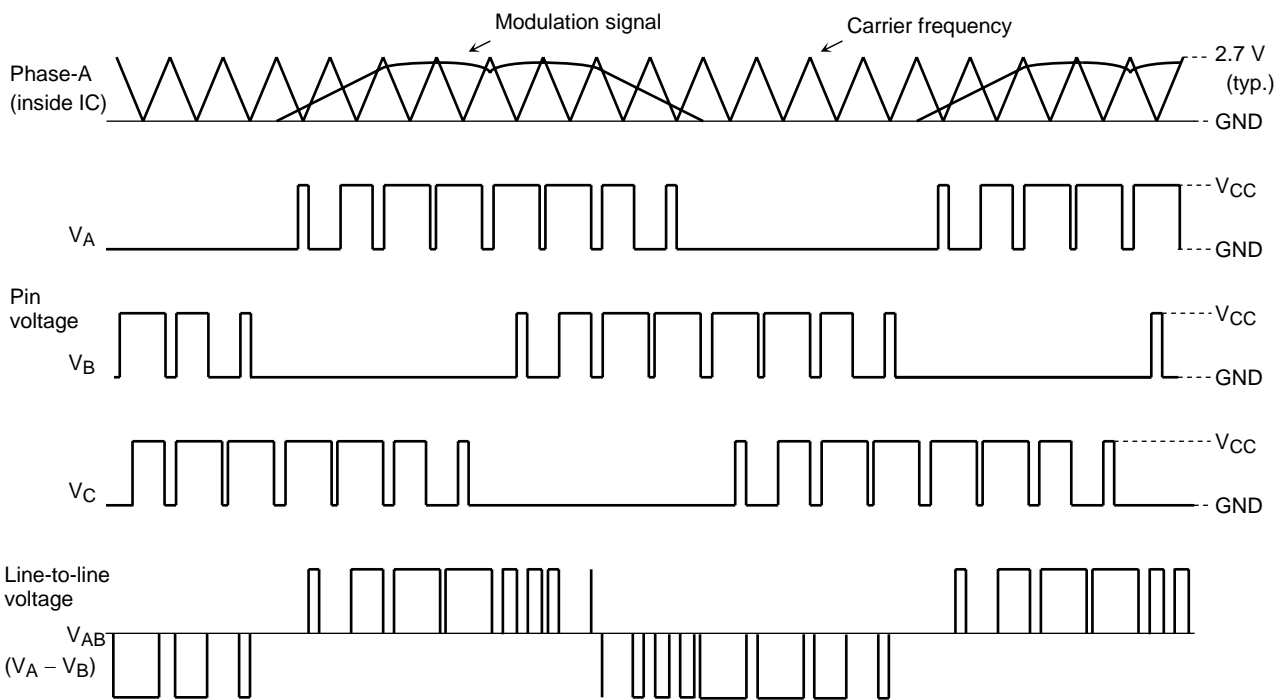 Modulation signal
Carrier frequency
Phase-A
(inside IC)
2.7 V
(typ.)
GND
VA
VCC
GND
Pin
voltage
VB
VCC
GND
VC
VCC
GND
Line-to-line
voltage
VAB
(VA – VB)